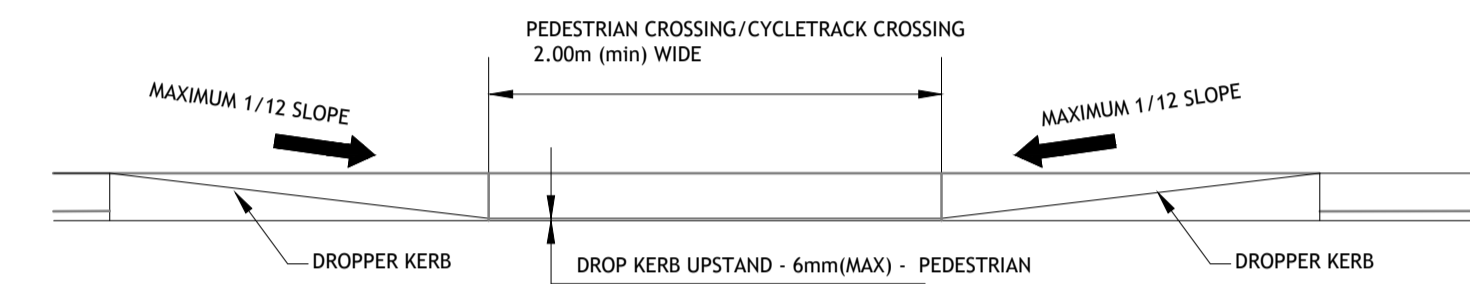 PEDESTRIAN CROSSING/CYCLETRACK CROSSING
2.00m (min) WIDE
MAXIMUM 1/12 SLOPE
MAXIMUM 1/12 SLOPE
DROPPER KERB
DROP KERB UPSTAND - 6mm(MAX) - PEDESTRIAN
DROPPER KERB